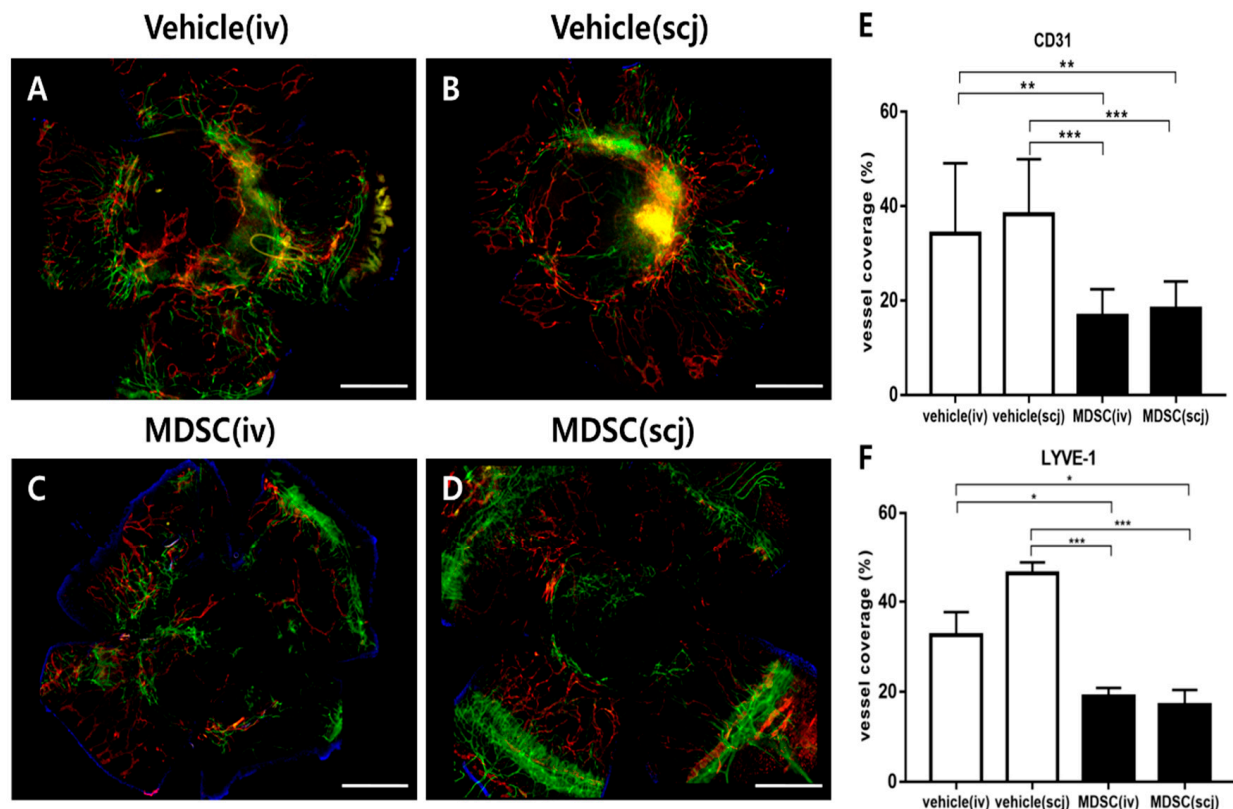 Vehicle(iv)
Vehicle(scj)
A
B
MDSC(iv)
MDSC(scj)
C
D
E
CD31
**
**
***
***
vessel coverage (%)
60
40
20
0
vehicle(iv) vehicle(scj) MDSC(iv) MDSC(scj)
F
LYVE-1
*
*
***
***
vessel coverage (%)
60
40
20
0
vehicle(iv) vehicle(scj) MDSC(iv) MDSC(scj)